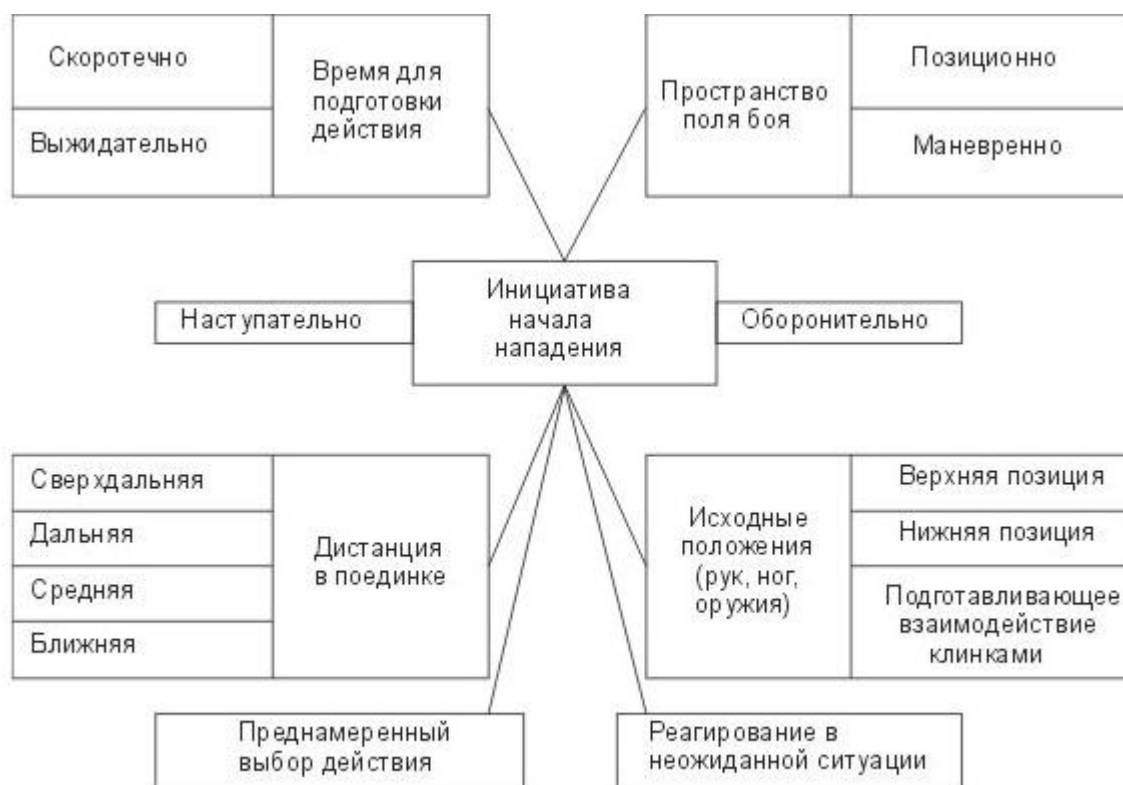 Скоротечно
Выжидательно
Время для
подготовки
действия
Пространство
поля боя
Позиционно
Маневренно
Наступательно
Инициатива
начала
нападения
Оборонительно
Сверхдальняя
Дальняя
Средняя
Ближняя
Дистанция
в поединке
Исходные
положения
(рук, ног,
оружия)
Верхняя позиция
Нижняя позиция
Подготавливающее
взаимодействие
клинками
Преднамеренный
выбор действия
Реагирование в
неожиданной ситуации